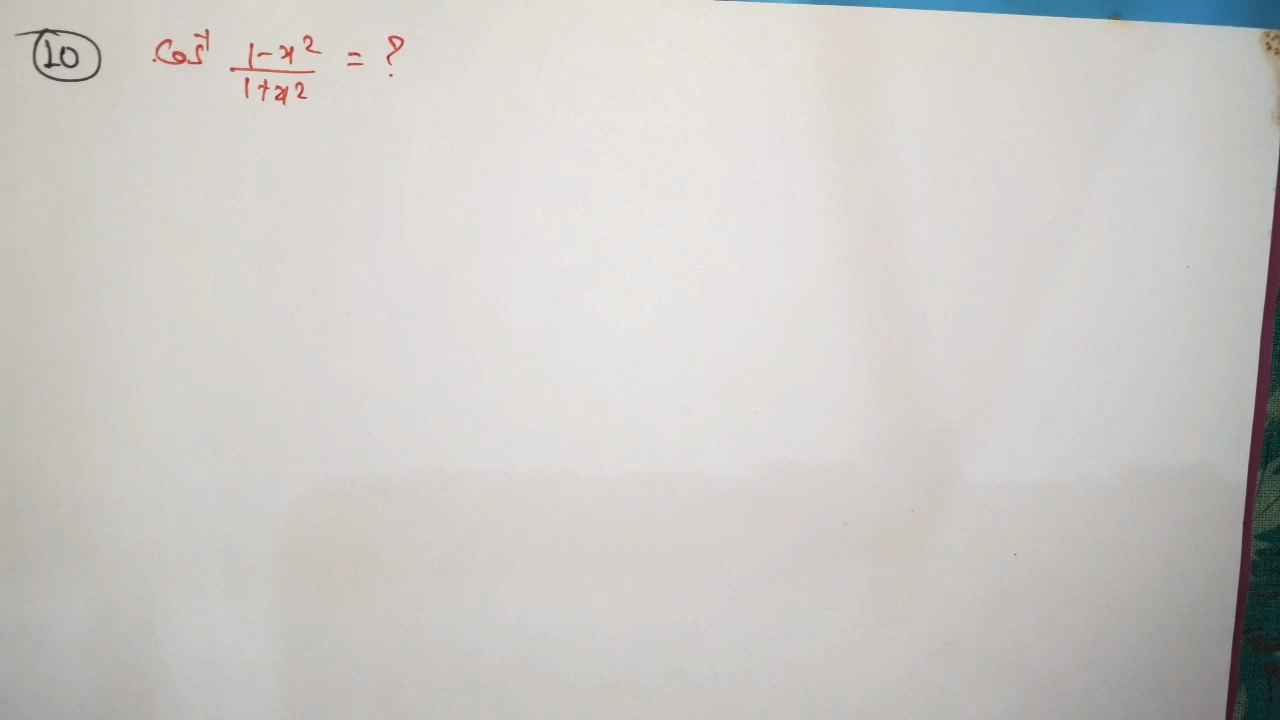 10 Cos⁻¹ (1-x²)/(1+x²) = ?